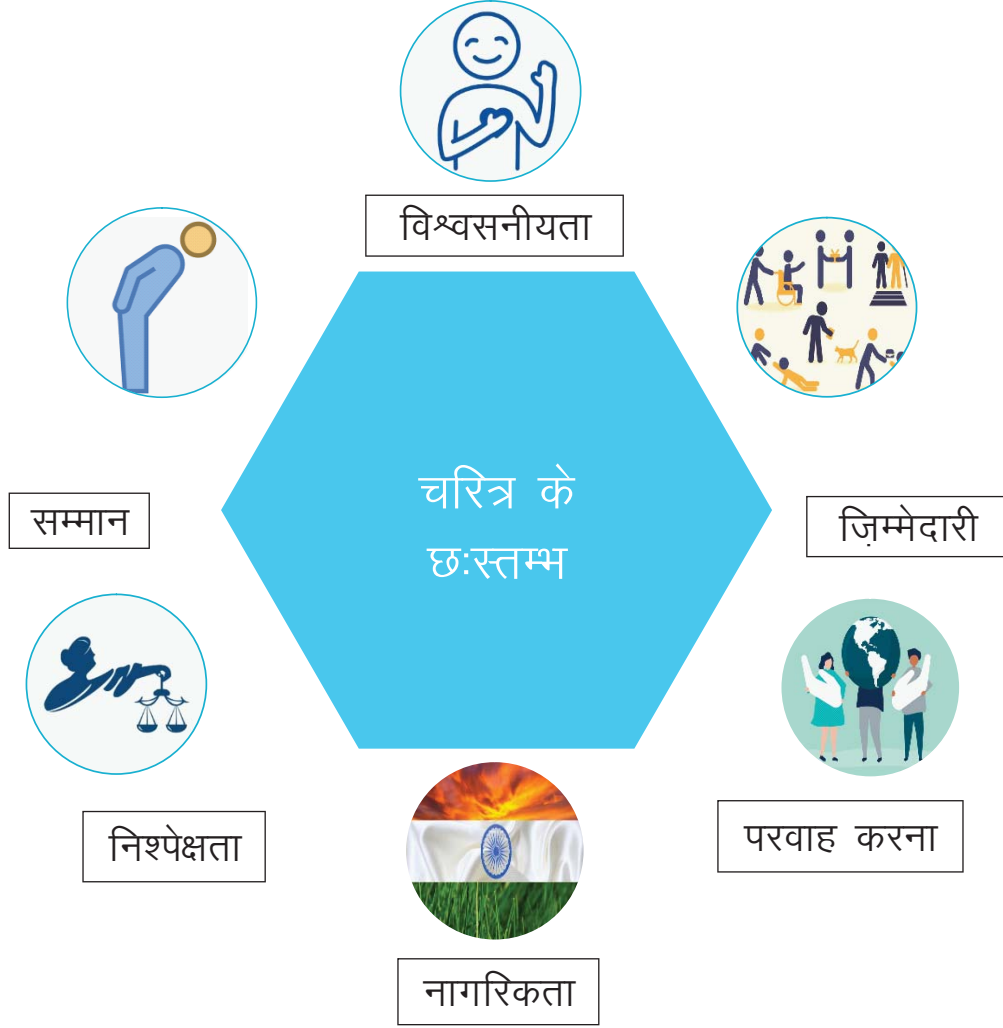 विश्वसनीयता
चरित्र के
छ:स्तम्भ
सम्मान
ज़िम्मेदारी
निश्पेक्षता
परवाह करना
नागरिकता